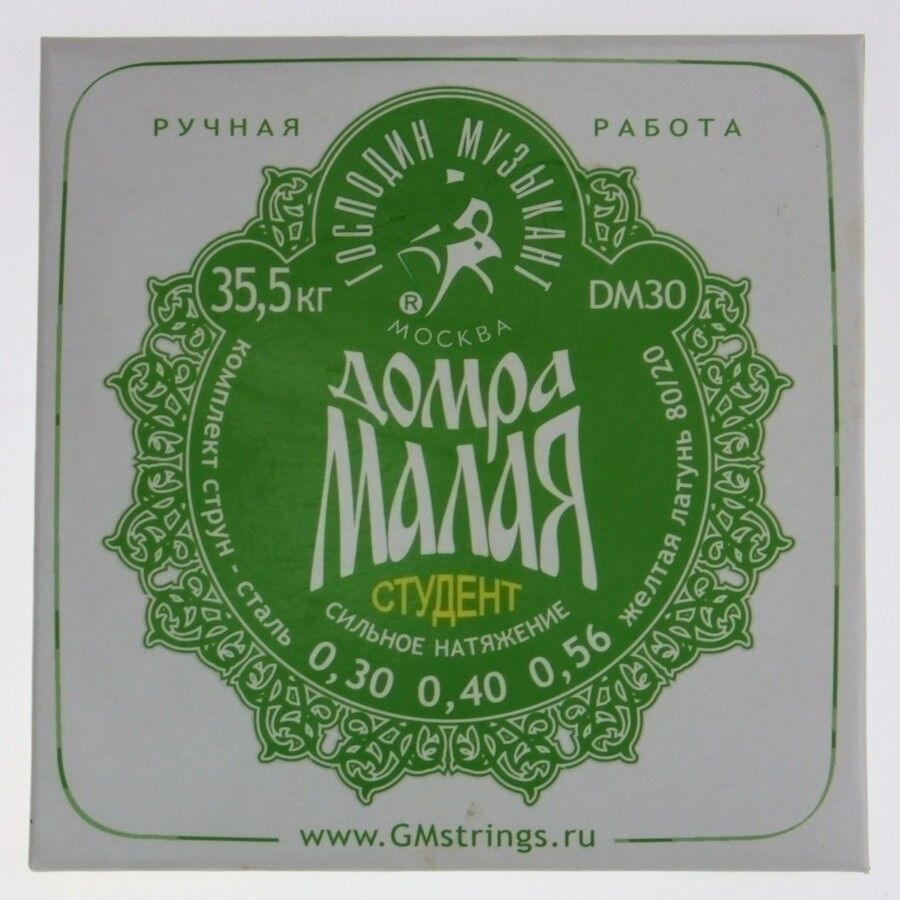 РУЧНАЯ РАБОТА
ГОСПОДИН МУЗЫКАНТ
®
МОСКВА
35,5кг
DM30
ДОМРА
МАЛАЯ
СТУДЕНТ
СИЛЬНОЕ НАТЯЖЕНИЕ
комплект струн - сталь 0,30 0,40 0,56 желтая латунь 80/20
www.GMstrings.ru